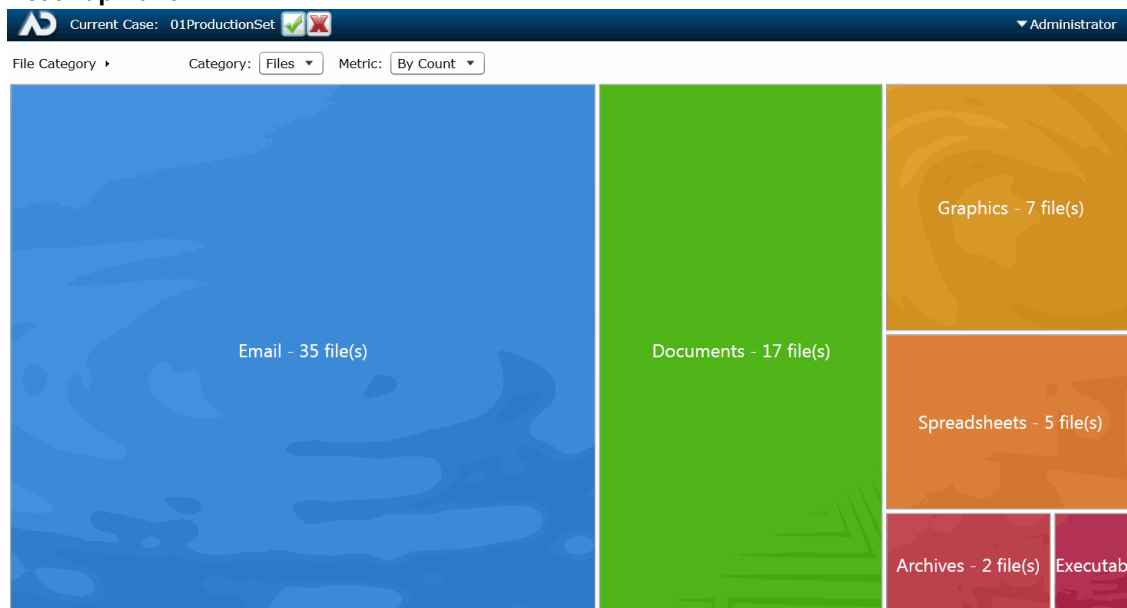 Current Case: 01ProductionSet
Administrator
File Category
Category: Files
Metric: By Count
Email - 35 file(s)
Documents - 17 file(s)
Graphics - 7 file(s)
Spreadsheets - 5 file(s)
Archives - 2 file(s)
Executab